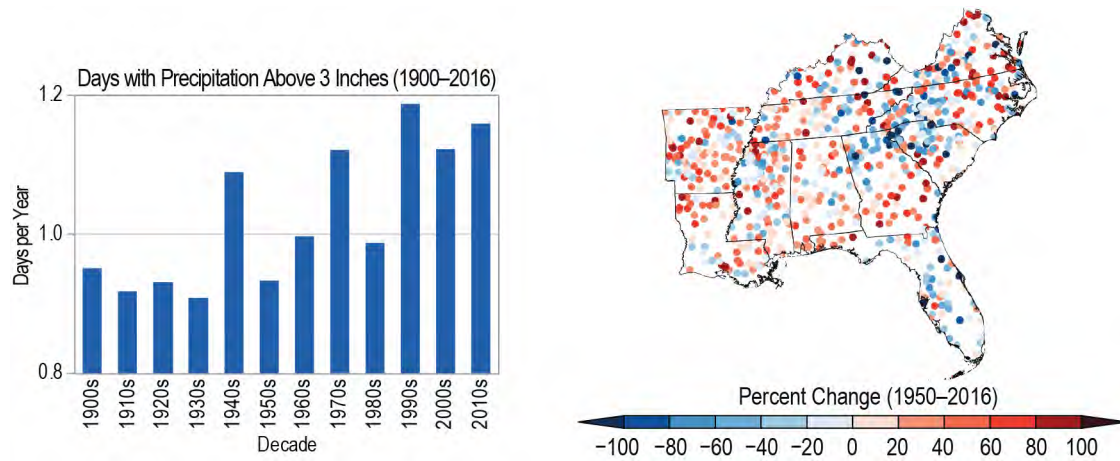 Days with Precipitation Above 3 Inches (1900–2016)
1.2
1.0
0.8
Days per Year
1900s
1910s
1920s
1930s
1940s
1950s
1960s
1970s
1980s
1990s
2000s
2010s
Decade
Percent Change (1950–2016)
−100 −80 −60 −40 −20 0 20 40 60 80 100